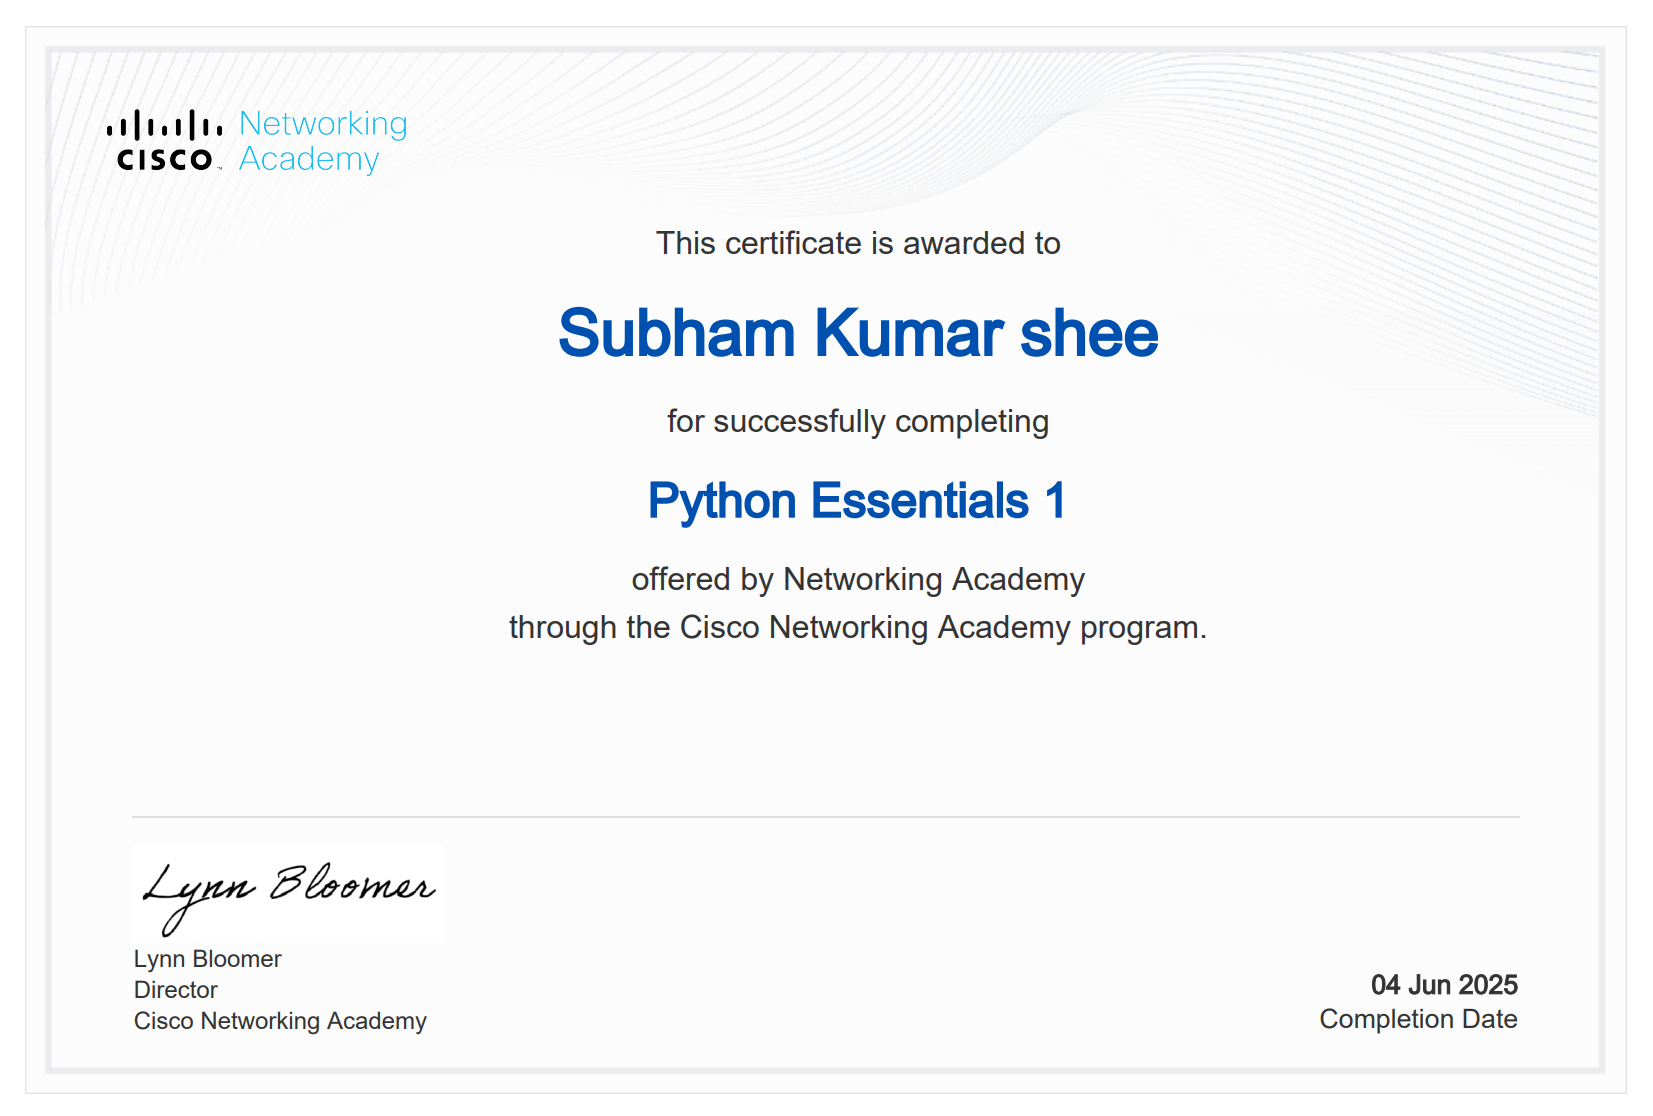 CISCO
Networking
Academy
This certificate is awarded to
Subham Kumar shee
for successfully completing
Python Essentials 1
offered by Networking Academy
through the Cisco Networking Academy program.
Lynn Bloomer
Lynn Bloomer
Director
Cisco Networking Academy
04 Jun 2025
Completion Date